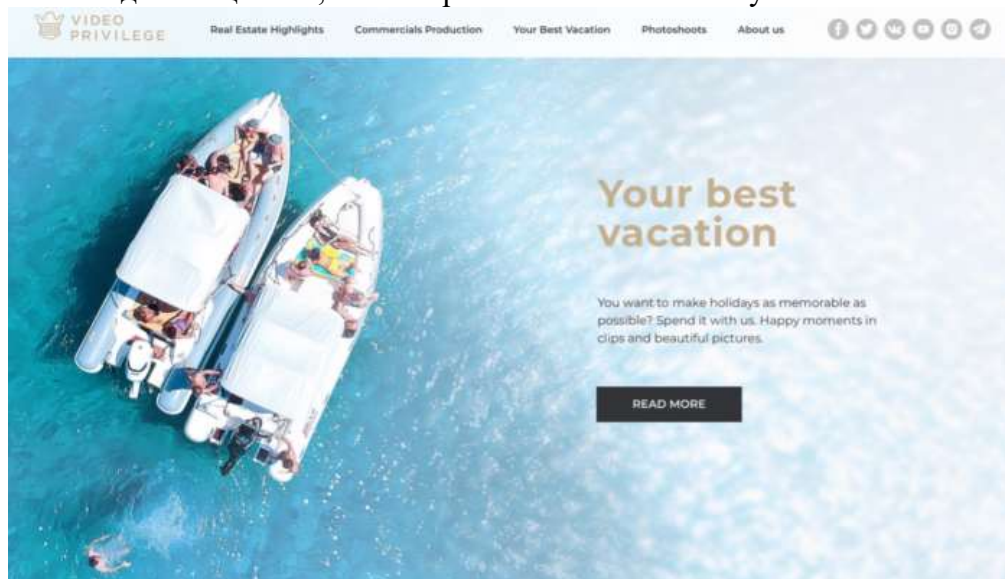 VIDEO
PRIVILEGE
Real Estate Highlights Commercials Production Your Best Vacation Photoshoots About us
Your best
vacation
You want to make holidays as memorable as
possible? Spend it with us. Happy moments in
clips and beautiful pictures.
READ MORE